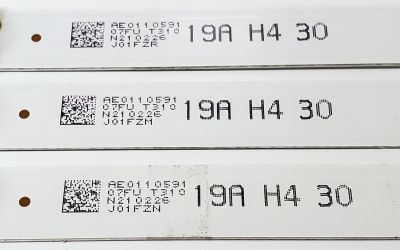 AE0110591
07FU T310
N210226
J01FZR
19A H4 30
AE0110591
07FU T310
N210226
J01FZM
19A H4 30
AE0110591
07FU T310
N210226
J01FZN
19A H4 30